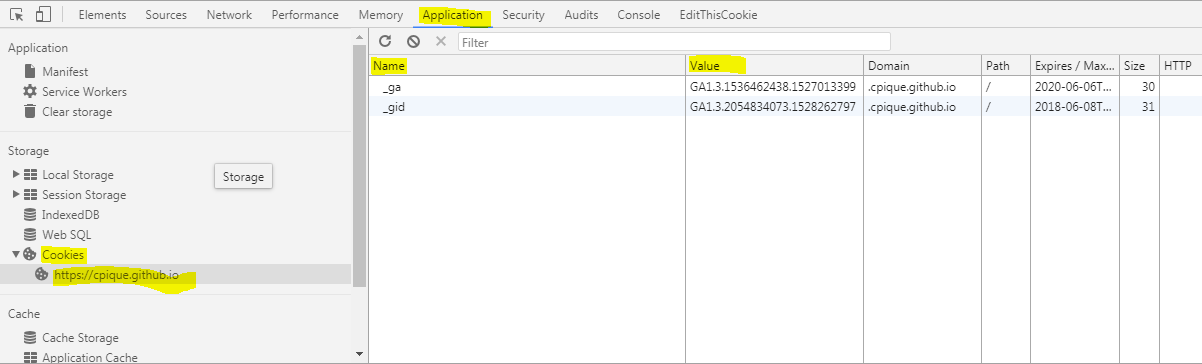 Elements Sources Network Performance Memory Application Security Audits Console EditThisCookie
Application
Manifest
Service Workers
Clear storage
Storage
Local Storage
Session Storage
IndexedDB
Web SQL
Cookies
https://cpique.github.io
Cache
Cache Storage
Application Cache
Storage
Filter
Name Value Domain Path Expires / Max... Size HTTP
_ga GA1.3.1536462438.1527013399 .cpique.github.io / 2020-06-06T... 30
_gid GA1.3.2054834073.1528262797 .cpique.github.io / 2018-06-08T... 31